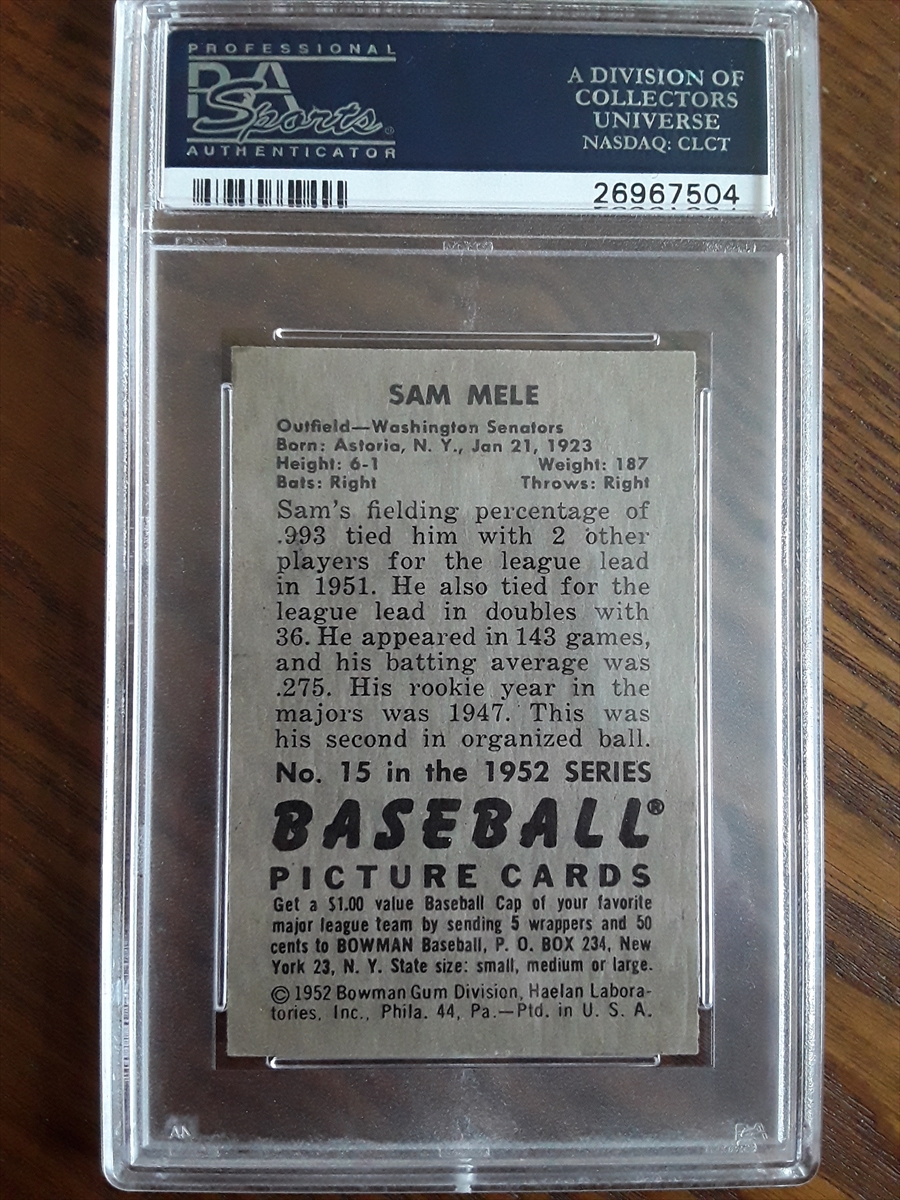 PROFESSIONAL
PSA
Sports®
AUTHENTICATOR
A DIVISION OF
COLLECTORS
UNIVERSE
NASDAQ: CLCT
26967504
SAM MELE
Outfield—Washington Senators
Born: Astoria, N. Y., Jan 21, 1923
Height: 6-1 Weight: 187
Bats: Right Throws: Right
Sam's fielding percentage of
.993 tied him with 2 other
players for the league lead
in 1951. He also tied for the
league lead in doubles with
36. He appeared in 143 games,
and his batting average was
.275. His rookie year in the
majors was 1947. This was
his second in organized ball.
No. 15 in the 1952 SERIES
BASEBALL®
PICTURE CARDS
Get a $1.00 value Baseball Cap of your favorite
major league team by sending 5 wrappers and 50
cents to BOWMAN Baseball, P. O. BOX 234, New
York 23, N. Y. State size: small, medium or large.
© 1952 Bowman Gum Division, Haelan Labora-
tories, Inc., Phila. 44, Pa.—Ptd. in U. S. A.